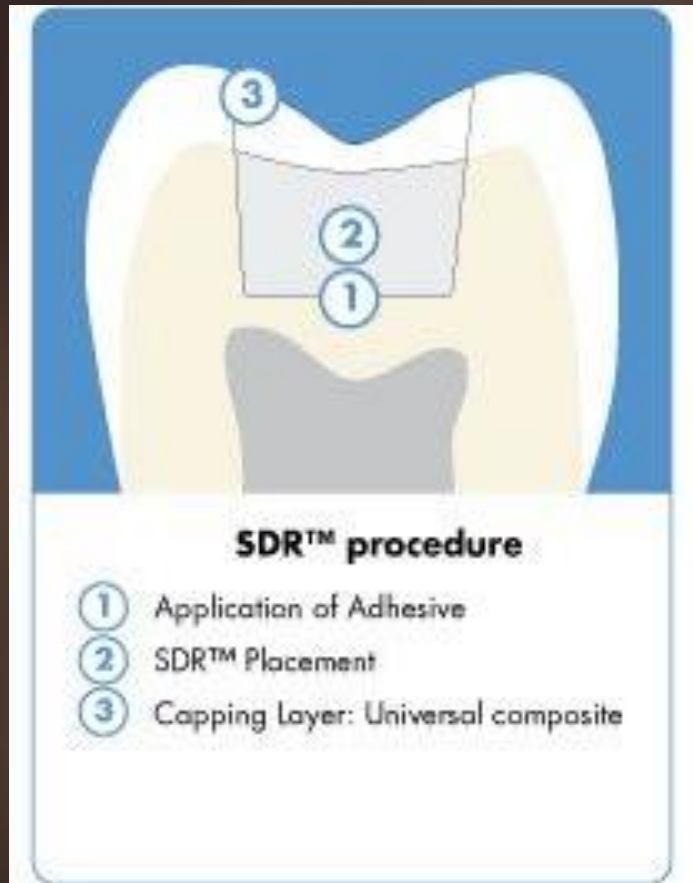 3
2
1
SDR™ procedure
1 Application of Adhesive
2 SDR™ Placement
3 Capping Layer: Universal composite